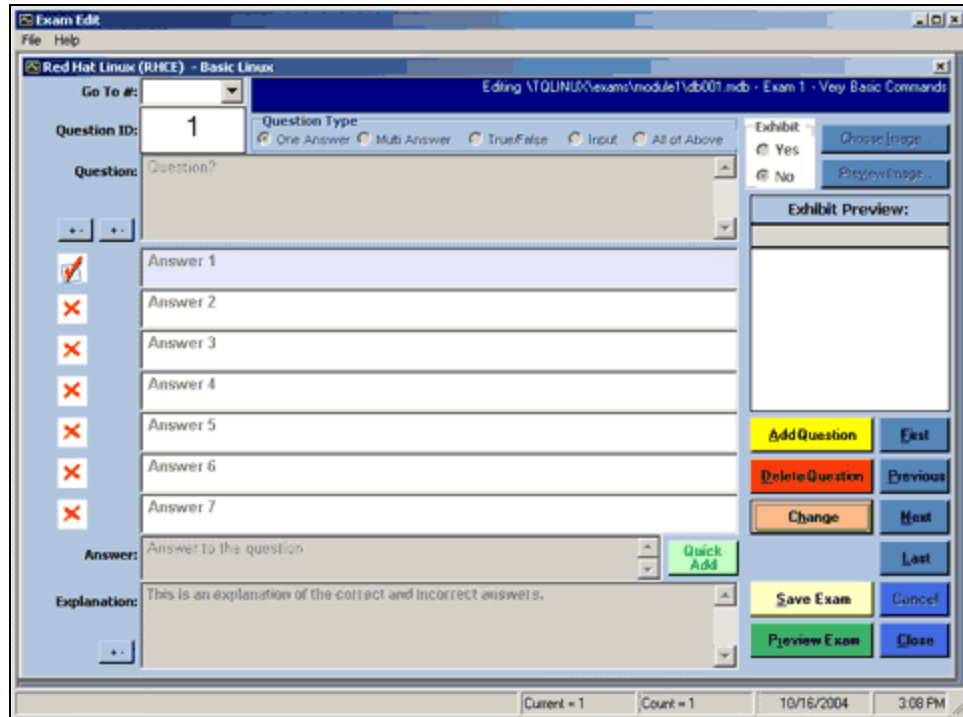 Exam Edit
File Help
Red Hat Linux (RHCE) - Basic Linux
Go To #:
Editing \TQLINUX\exams\module1\db001.mdb - Exam 1 - Very Basic Commands
Question ID:
1
Question Type
One Answer Multi Answer True/False Input All of Above
Exhibit
Yes
No
Choose Image...
Preview Image...
Question:
Question?
+ -
+ -
Exhibit Preview:
Answer 1
Answer 2
Answer 3
Answer 4
Answer 5
Answer 6
Answer 7
Add Question
First
Delete Question
Previous
Change
Next
Last
Answer:
Answer to the question
Quick
Add
Explanation:
This is an explanation of the correct and incorrect answers.
+ -
Save Exam
Cancel
Preview Exam
Close
Current = 1
Count = 1
10/16/2004
3:08 PM